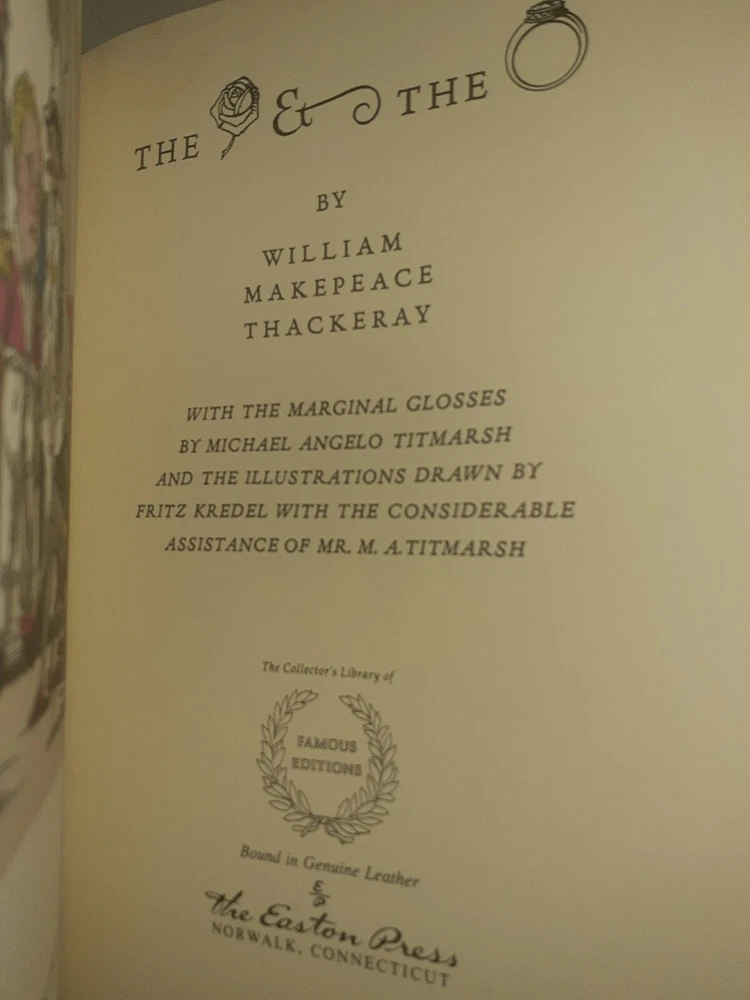 THE & THE
BY
WILLIAM
MAKEPEACE
THACKERAY
WITH THE MARGINAL GLOSSES
BY MICHAEL ANGELO TITMARSH
AND THE ILLUSTRATIONS DRAWN BY
FRITZ KREDEL WITH THE CONSIDERABLE
ASSISTANCE OF MR. M. A. TITMARSH
The Collector's Library of
FAMOUS
EDITIONS
Bound in Genuine Leather
the Easton Press
NORWALK, CONNECTICUT